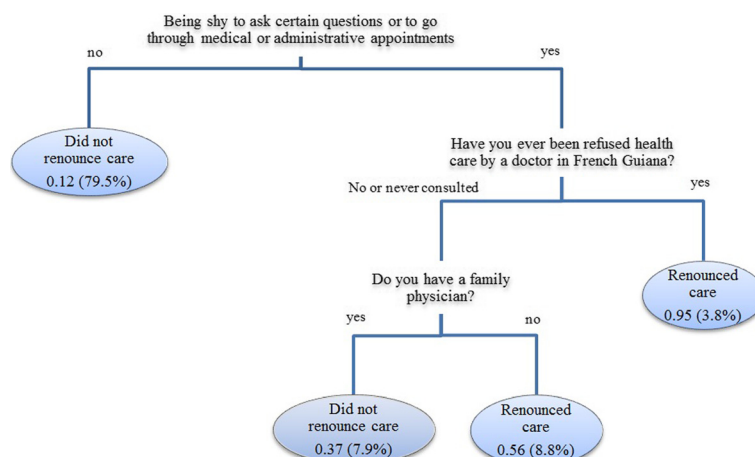 Being shy to ask certain questions or to go
through medical or administrative appointments
no
yes
Did not
renounce care
0.12 (79.5%)
Have you ever been refused health
care by a doctor in French Guiana?
No or never consulted
yes
Do you have a family
physician?
Renounced
care
0.95 (3.8%)
yes
no
Did not
renounce care
0.37 (7.9%)
Renounced
care
0.56 (8.8%)